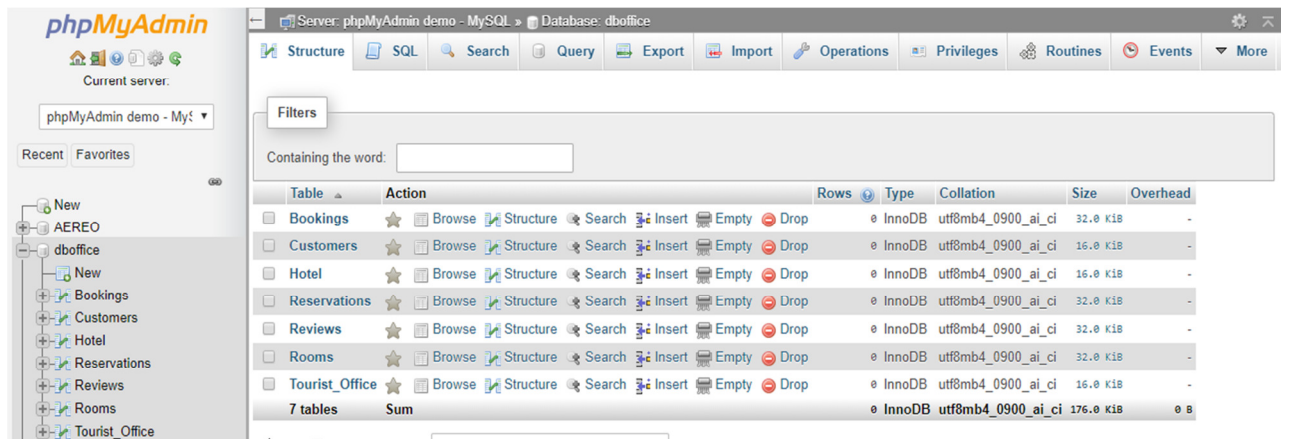 phpMyAdmin
Current server:
phpMyAdmin demo - MyS
Recent Favorites
New
AEREO
dboffice
New
Bookings
Customers
Hotel
Reservations
Reviews
Rooms
Tourist_Office
Server: phpMyAdmin demo - MySQL » Database: dboffice
Structure SQL Search Query Export Import Operations Privileges Routines Events More
Filters
Containing the word:
Table Action Rows Type Collation Size Overhead
Bookings Browse Structure Search Insert Empty Drop 0 InnoDB utf8mb4_0900_ai_ci 32.0 KiB -
Customers Browse Structure Search Insert Empty Drop 0 InnoDB utf8mb4_0900_ai_ci 16.0 KiB -
Hotel Browse Structure Search Insert Empty Drop 0 InnoDB utf8mb4_0900_ai_ci 16.0 KiB -
Reservations Browse Structure Search Insert Empty Drop 0 InnoDB utf8mb4_0900_ai_ci 32.0 KiB -
Reviews Browse Structure Search Insert Empty Drop 0 InnoDB utf8mb4_0900_ai_ci 32.0 KiB -
Rooms Browse Structure Search Insert Empty Drop 0 InnoDB utf8mb4_0900_ai_ci 32.0 KiB -
Tourist_Office Browse Structure Search Insert Empty Drop 0 InnoDB utf8mb4_0900_ai_ci 16.0 KiB -
7 tables Sum 0 InnoDB utf8mb4_0900_ai_ci 176.0 KiB 0 B